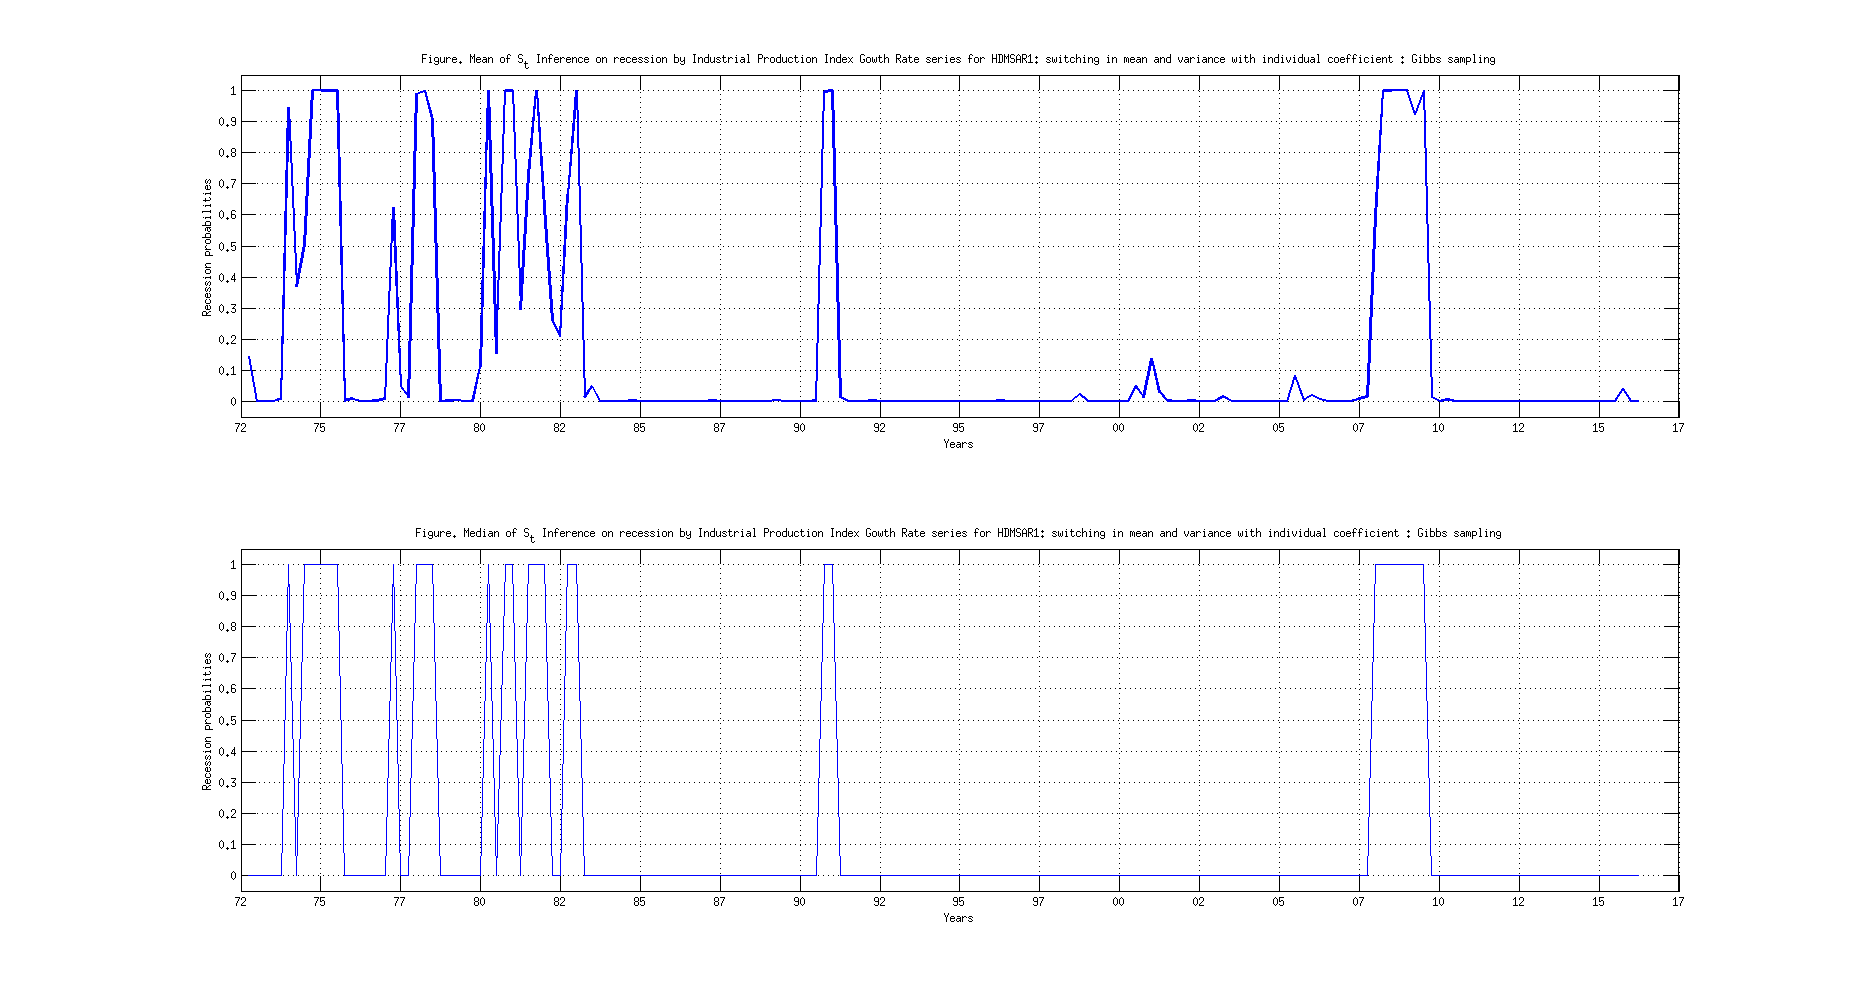 Figure. Mean of St Inference on recession by Industrial Production Index Gowth Rate series for HDMSAR1: switching in mean and variance with individual coefficient : Gibbs sampling
Recession probabilities
1
0.9
0.8
0.7
0.6
0.5
0.4
0.3
0.2
0.1
0
72 75 77 80 82 85 87 90 92 95 97 00 02 05 07 10 12 15 17
Years
Figure. Median of St Inference on recession by Industrial Production Index Gowth Rate series for HDMSAR1: switching in mean and variance with individual coefficient : Gibbs sampling
Recession probabilities
1
0.9
0.8
0.7
0.6
0.5
0.4
0.3
0.2
0.1
0
72 75 77 80 82 85 87 90 92 95 97 00 02 05 07 10 12 15 17
Years